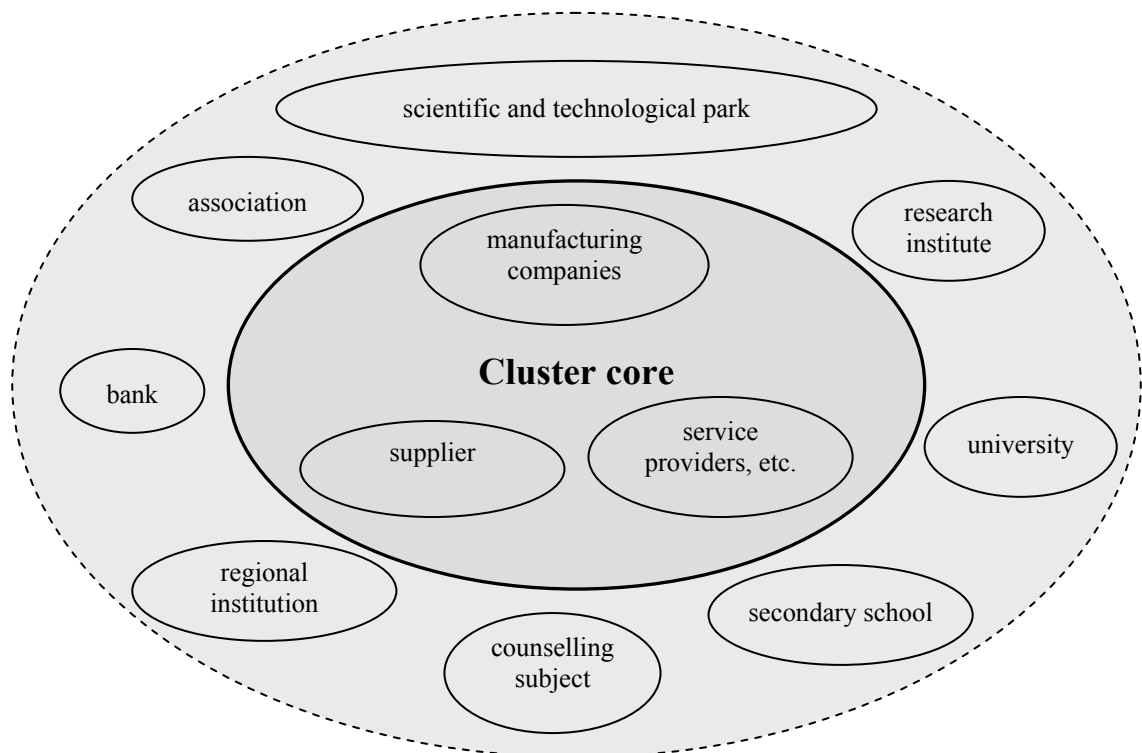 scientific and technological park
association
research
institute
manufacturing
companies
Cluster core
bank
supplier
service
providers, etc.
university
regional
institution
counselling
subject
secondary school